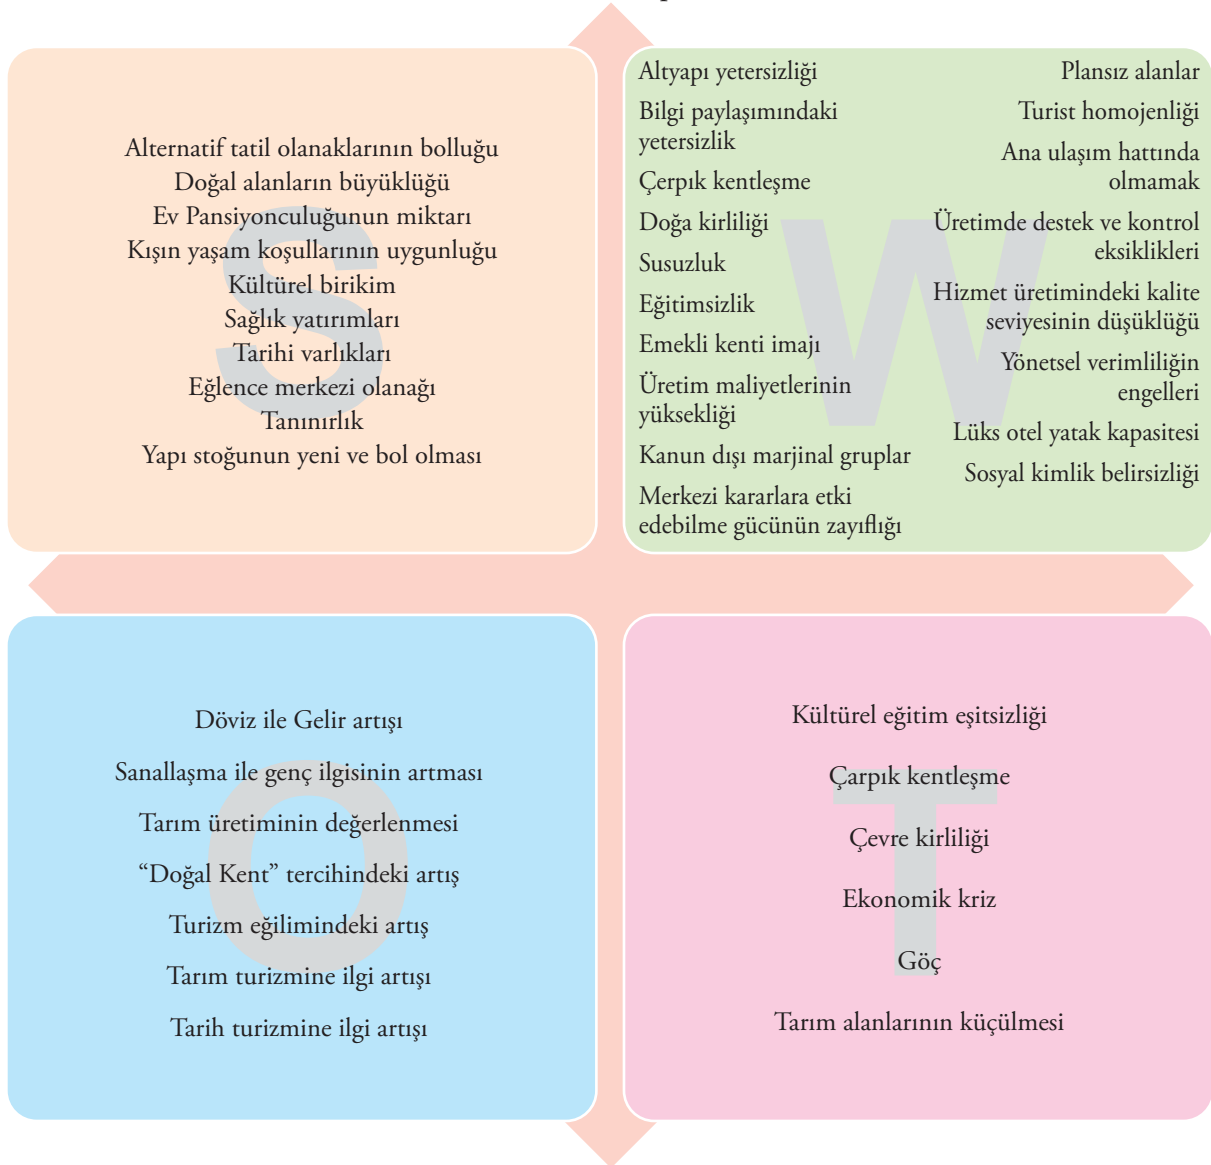 Alternatif tatil olanaklarının bolluğu
Doğal alanların büyüklüğü
Ev Pansiyonculuğunun miktarı
Kışın yaşam koşullarının uygunluğu
Kültürel birikim
Sağlık yatırımları
Tarihi varlıkları
Eğlence merkezi olanağı
Tanınırlık
Yapı stoğunun yeni ve bol olması
S
Altyapı yetersizliği
Bilgi paylaşımındaki
yetersizlik
Çerpık kentleşme
Doğa kirliliği
Susuzluk
Eğitimsizlik
Emekli kenti imajı
Üretim maliyetlerinin
yüksekliği
Kanun dışı marjinal gruplar
Merkezi kararlara etki
edebilme gücünün zayıflığı
Plansız alanlar
Turist homojenliği
Ana ulaşım hattında
olmamak
Üretimde destek ve kontrol
eksiklikleri
Hizmet üretimindeki kalite
seviyesinin düşüklüğü
Yönetsel verimliliğin
engelleri
Lüks otel yatak kapasitesi
Sosyal kimlik belirsizliği
W
Döviz ile Gelir artışı
Sanallaşma ile genç ilgisinin artması
Tarım üretiminin değerlenmesi
“Doğal Kent” tercihindeki artış
Turizm eğilimindeki artış
Tarım turizmine ilgi artışı
Tarih turizmine ilgi artışı
O
Kültürel eğitim eşitsizliği
Çarpık kentleşme
Çevre kirliliği
Ekonomik kriz
Göç
Tarım alanlarının küçülmesi
T